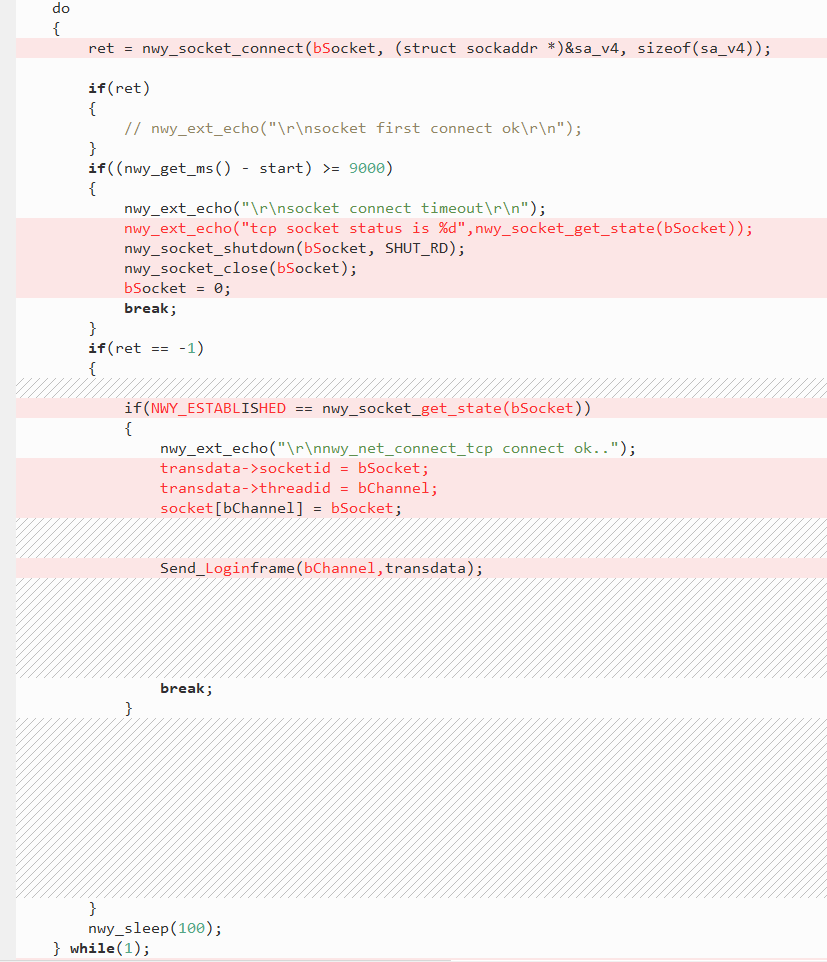 do
{
ret = nwy_socket_connect(bSocket, (struct sockaddr *)&sa_v4, sizeof(sa_v4));
if(ret)
{
// nwy_ext_echo("\r\nsocket first connect ok\r\n");
}
if((nwy_get_ms() - start) >= 9000)
{
nwy_ext_echo("\r\nsocket connect timeout\r\n");
nwy_ext_echo("tcp socket status is %d",nwy_socket_get_state(bSocket));
nwy_socket_shutdown(bSocket, SHUT_RD);
nwy_socket_close(bSocket);
bSocket = 0;
break;
}
if(ret == -1)
{
if(NWY_ESTABLISHED == nwy_socket_get_state(bSocket))
{
nwy_ext_echo("\r\nnwy_net_connect_tcp connect ok..");
transdata->socketid = bSocket;
transdata->threadid = bChannel;
socket[bChannel] = bSocket;
Send_Loginframe(bChannel,transdata);
break;
}
}
nwy_sleep(100);
} while(1);